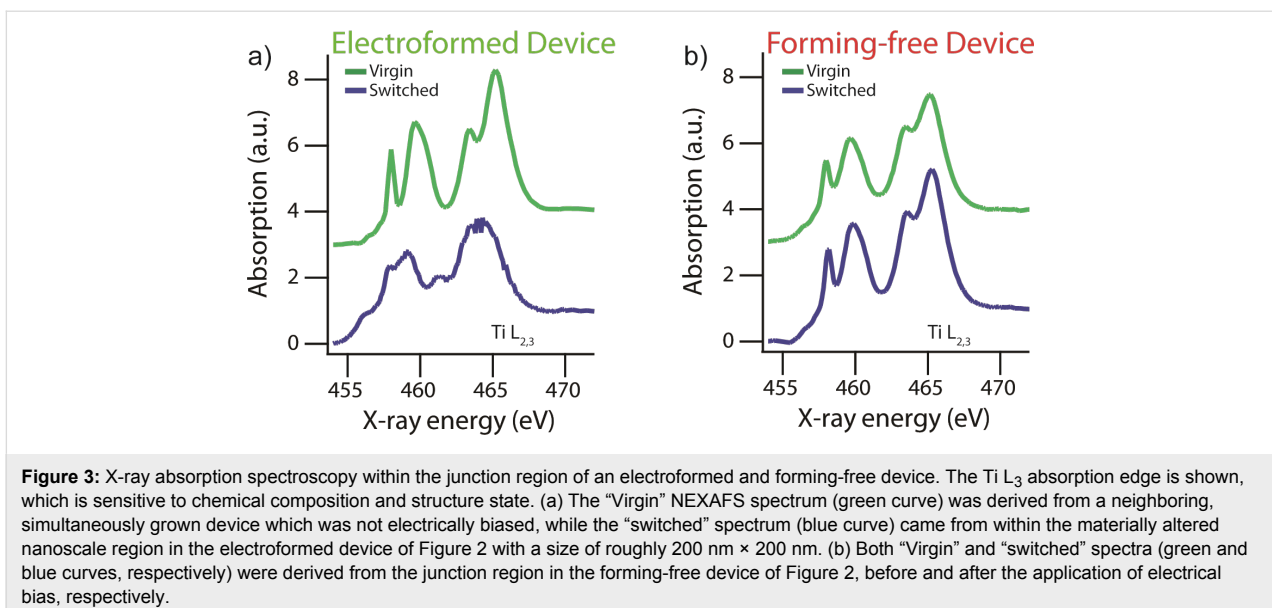 Electroformed Device
a)
Virgin
Switched
8
6
4
2
0
Absorption (a.u.)
Ti L2,3
455 460 465 470
X-ray energy (eV)
Forming-free Device
b)
Virgin
Switched
8
6
4
2
0
Absorption (a.u.)
Ti L2,3
455 460 465 470
X-ray energy (eV)
Figure 3: X-ray absorption spectroscopy within the junction region of an electroformed and forming-free device. The Ti L3 absorption edge is shown,
which is sensitive to chemical composition and structure state. (a) The “Virgin” NEXAFS spectrum (green curve) was derived from a neighboring,
simultaneously grown device which was not electrically biased, while the “switched” spectrum (blue curve) came from within the materially altered
nanoscale region in the electroformed device of Figure 2 with a size of roughly 200 nm × 200 nm. (b) Both “Virgin” and “switched” spectra (green and
blue curves, respectively) were derived from the junction region in the forming-free device of Figure 2, before and after the application of electrical
bias, respectively.